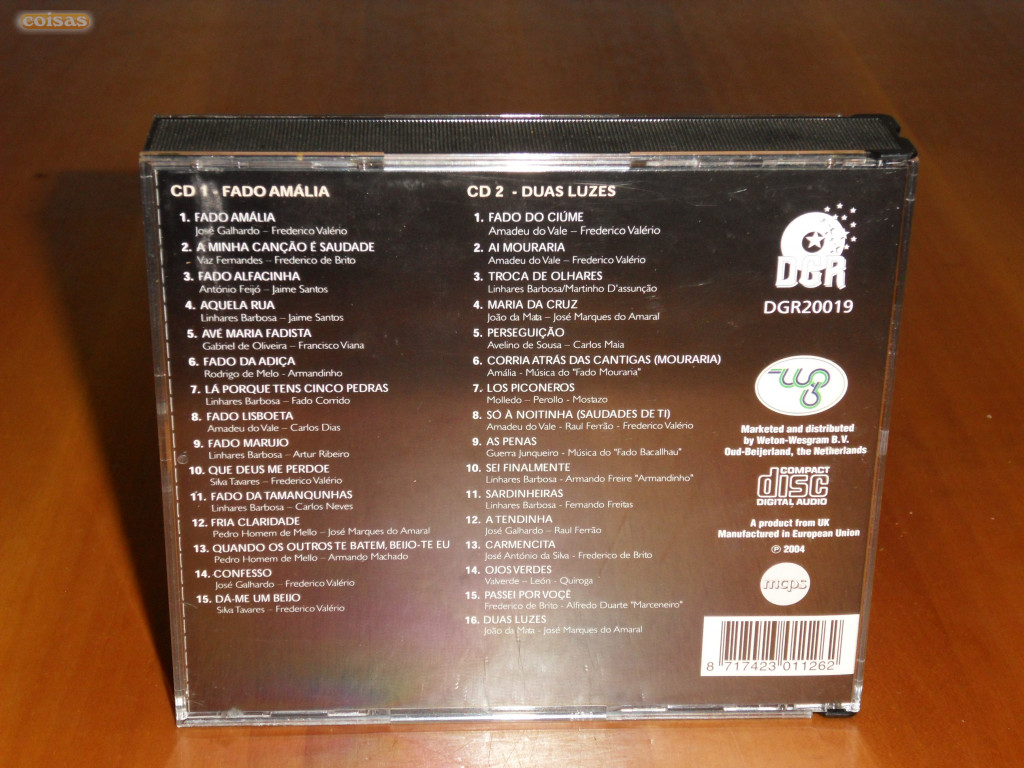 coisas
CD 1 - FADO AMÁLIA
1. FADO AMÁLIA
José Galhardo – Frederico Valério
2. A MINHA CANÇÃO É SAUDADE
Vaz Fernandes – Frederico de Brito
3. FADO ALFACINHA
António Feijó – Jaime Santos
4. AQUELA RUA
Linhares Barbosa – Jaime Santos
5. AVÉ MARIA FADISTA
Gabriel de Oliveira – Francisco Viana
6. FADO DA ADIÇA
Rodrigo de Melo - Armandinho
7. LÁ PORQUE TENS CINCO PEDRAS
Linhares Barbosa – Fado Corrido
8. FADO LISBOETA
Amadeu do Vale – Carlos Dias
9. FADO MARUJO
Linhares Barbosa – Artur Ribeiro
10. QUE DEUS ME PERDOE
Silva Tavares – Frederico Valério
11. FADO DA TAMANQUNHAS
Linhares Barbosa – Carlos Neves
12. FRIA CLARIDADE
Pedro Homem de Mello – José Marques do Amaral
13. QUANDO OS OUTROS TE BATEM, BEIJO-TE EU
Pedro Homem de Mello – Armando Machado
14. CONFESSO
José Galhardo – Frederico Valério
15. DÁ-ME UM BEIJO
Silva Tavares – Frederico Valério
CD 2 - DUAS LUZES
1. FADO DO CIÚME
Amadeu do Vale – Frederico Valério
2. AI MOURARIA
Amadeu do Vale – Frederico Valério
3. TROCA DE OLHARES
Linhares Barbosa/Martinho D'assunção
4. MARIA DA CRUZ
João da Mata – José Marques do Amaral
5. PERSEGUIÇÃO
Avelino de Sousa – Carlos Maia
6. CORRIA ATRÁS DAS CANTIGAS (MOURARIA)
Amália - Música do "Fado Mouraria"
7. LOS PICONEROS
Molledo – Perollo - Mostazo
8. SÓ À NOITINHA (SAUDADES DE TI)
Amadeu do Vale - Raul Ferrão - Frederico Valério
9. AS PENAS
Guerra Junqueiro - Música do "Fado Bacallhau"
10. SEI FINALMENTE
Linhares Barbosa - Armando Freire "Armandinho"
11. SARDINHEIRAS
Linhares Barbosa - Fernando Freitas
12. A TENDINHA
José Galhardo – Raul Ferrão
13. CARMENCITA
José António da Silva - Frederico de Brito
14. OJOS VERDES
Valverde – León - Quiroga
15. PASSEI POR VOÇÊ
Frederico de Brito - Alfredo Duarte "Marceneiro"
16. DUAS LUZES
João da Mata - José Marques do Amaral
DGR
DGR20019
Marketed and distributed
by Weton-Wesgram B.V.
Oud-Beijerland, the Netherlands
COMPACT
disc
DIGITAL AUDIO
A product from UK
Manufactured in European Union
℗ 2004
mcps
8 717423 011262